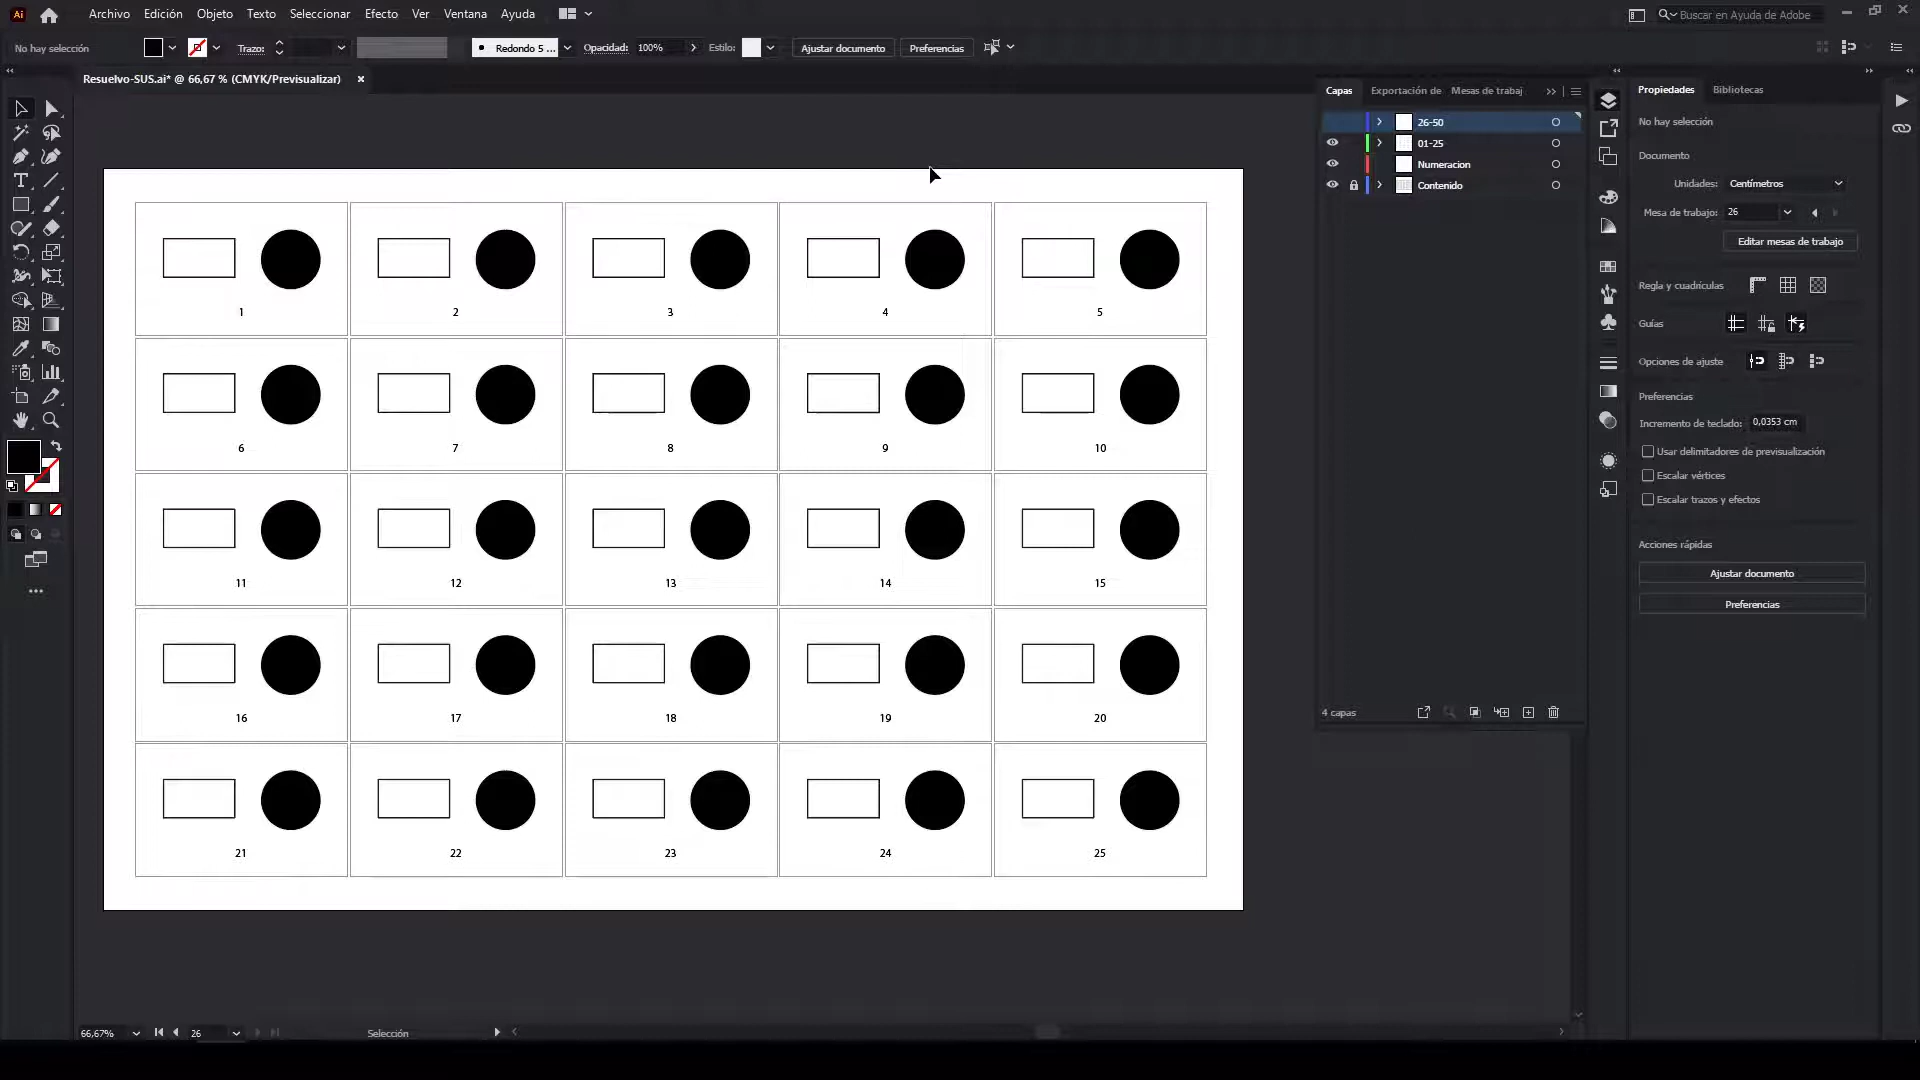 Ai
Archivo Edición Objeto Texto Seleccionar Efecto Ver Ventana Ayuda
Buscar en Ayuda de Adobe
No hay selección
Trazo:
Redondo 5 ...
Opacidad: 100%
Estilo:
Ajustar documento
Preferencias
Resuelvo-SUS.ai* @ 66,67 % (CMYK/Previsualizar)
1 2 3 4 5
6 7 8 9 10
11 12 13 14 15
16 17 18 19 20
21 22 23 24 25
66,67% 26 Selección
Capas Exportación de Mesas de trabaj
26-50
01-25
Numeracion
Contenido
4 capas
Propiedades Bibliotecas
No hay selección
Documento
Unidades: Centímetros
Mesa de trabajo: 26
Editar mesas de trabajo
Regla y cuadrículas
Guías
Opciones de ajuste
Preferencias
Incremento de teclado: 0,0353 cm
Usar delimitadores de previsualización
Escalar vértices
Escalar trazos y efectos
Acciones rápidas
Ajustar documento
Preferencias